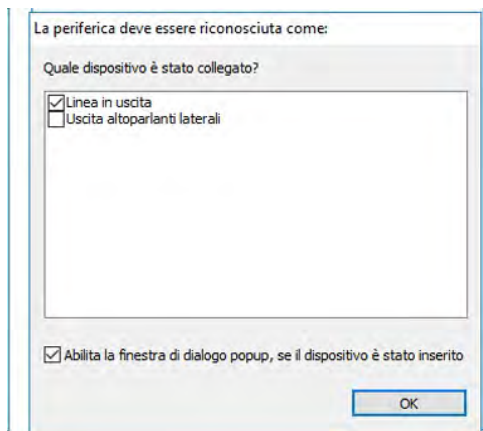 La periferica deve essere riconosciuta come:
Quale dispositivo è stato collegato?
Linea in uscita
Uscita altoparlanti laterali
Abilita la finestra di dialogo popup, se il dispositivo è stato inserito
OK